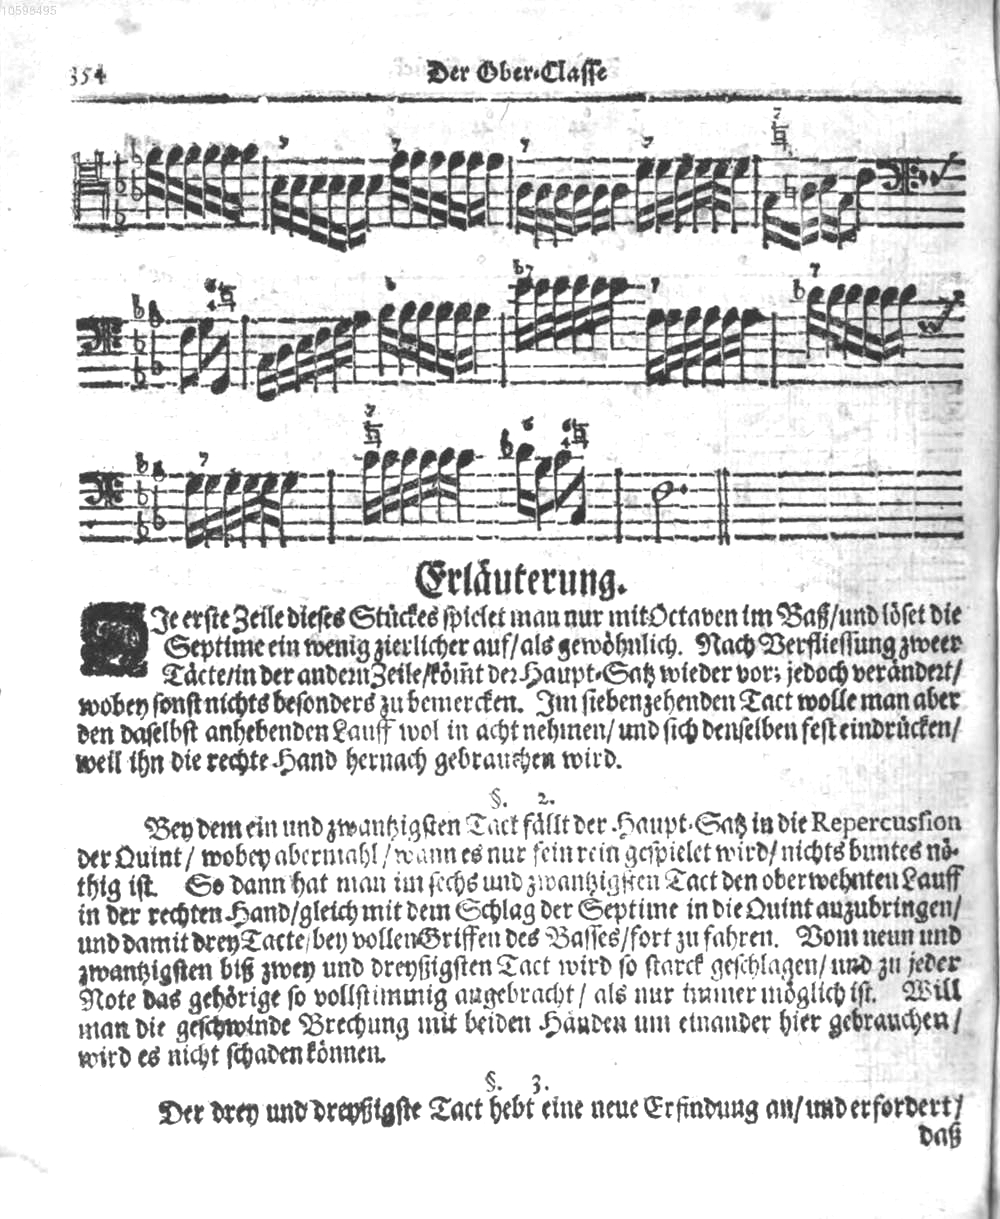 10598495
354 Der Ober-Classe
Erläuterung.
DIe erste Zeile dieses Stückes spielet man nur mit Octaven im Baß/und löset die
Septime ein wenig zierlicher auf/als gewöhnlich. Nach Verfliessung zweer
Täcte/in der andern Zeile/kömt der Haupt-Satz wieder vor; jedoch verändert/
wobey sonst nichts besonders zu bemercken. Im siebenzehenden Tact wolle man aber
den daselbst anhebenden Lauff wol in acht nehmen/ und sich denselben fest eindrücken/
weil ihn die rechte Hand hernach gebrauchen wird.
§. 2.
Bey dem ein und zwantzigsten Tact fällt der Haupt-Satz in die Repercussion
der Quint/ wobey abermahl/wann es nur fein rein gespielet wird/nichts buntes nö-
thig ist. So dann hat man im sechs und zwantzigsten Tact den oberwehnten Lauff
in der rechten Hand/gleich mit dem Schlag der Septime in die Quint anzubringen/
und damit drey Tacte/bey vollen Griffen des Basses/fort zu fahren. Vom neun und
zwantzigsten biß zwey und dreyßigsten Tact wird so starck geschlagen/ und zu jeder
Note das gehörige so vollstimmig angebracht/ als nur immer möglich ist. Will
man die geschwinde Brechung mit beiden Händen um einander hier gebrauchen/
wird es nicht schaden können.
§. 3.
Der drey und dreyßigste Tact hebt eine neue Erfindung an/ und erfordert/
daß